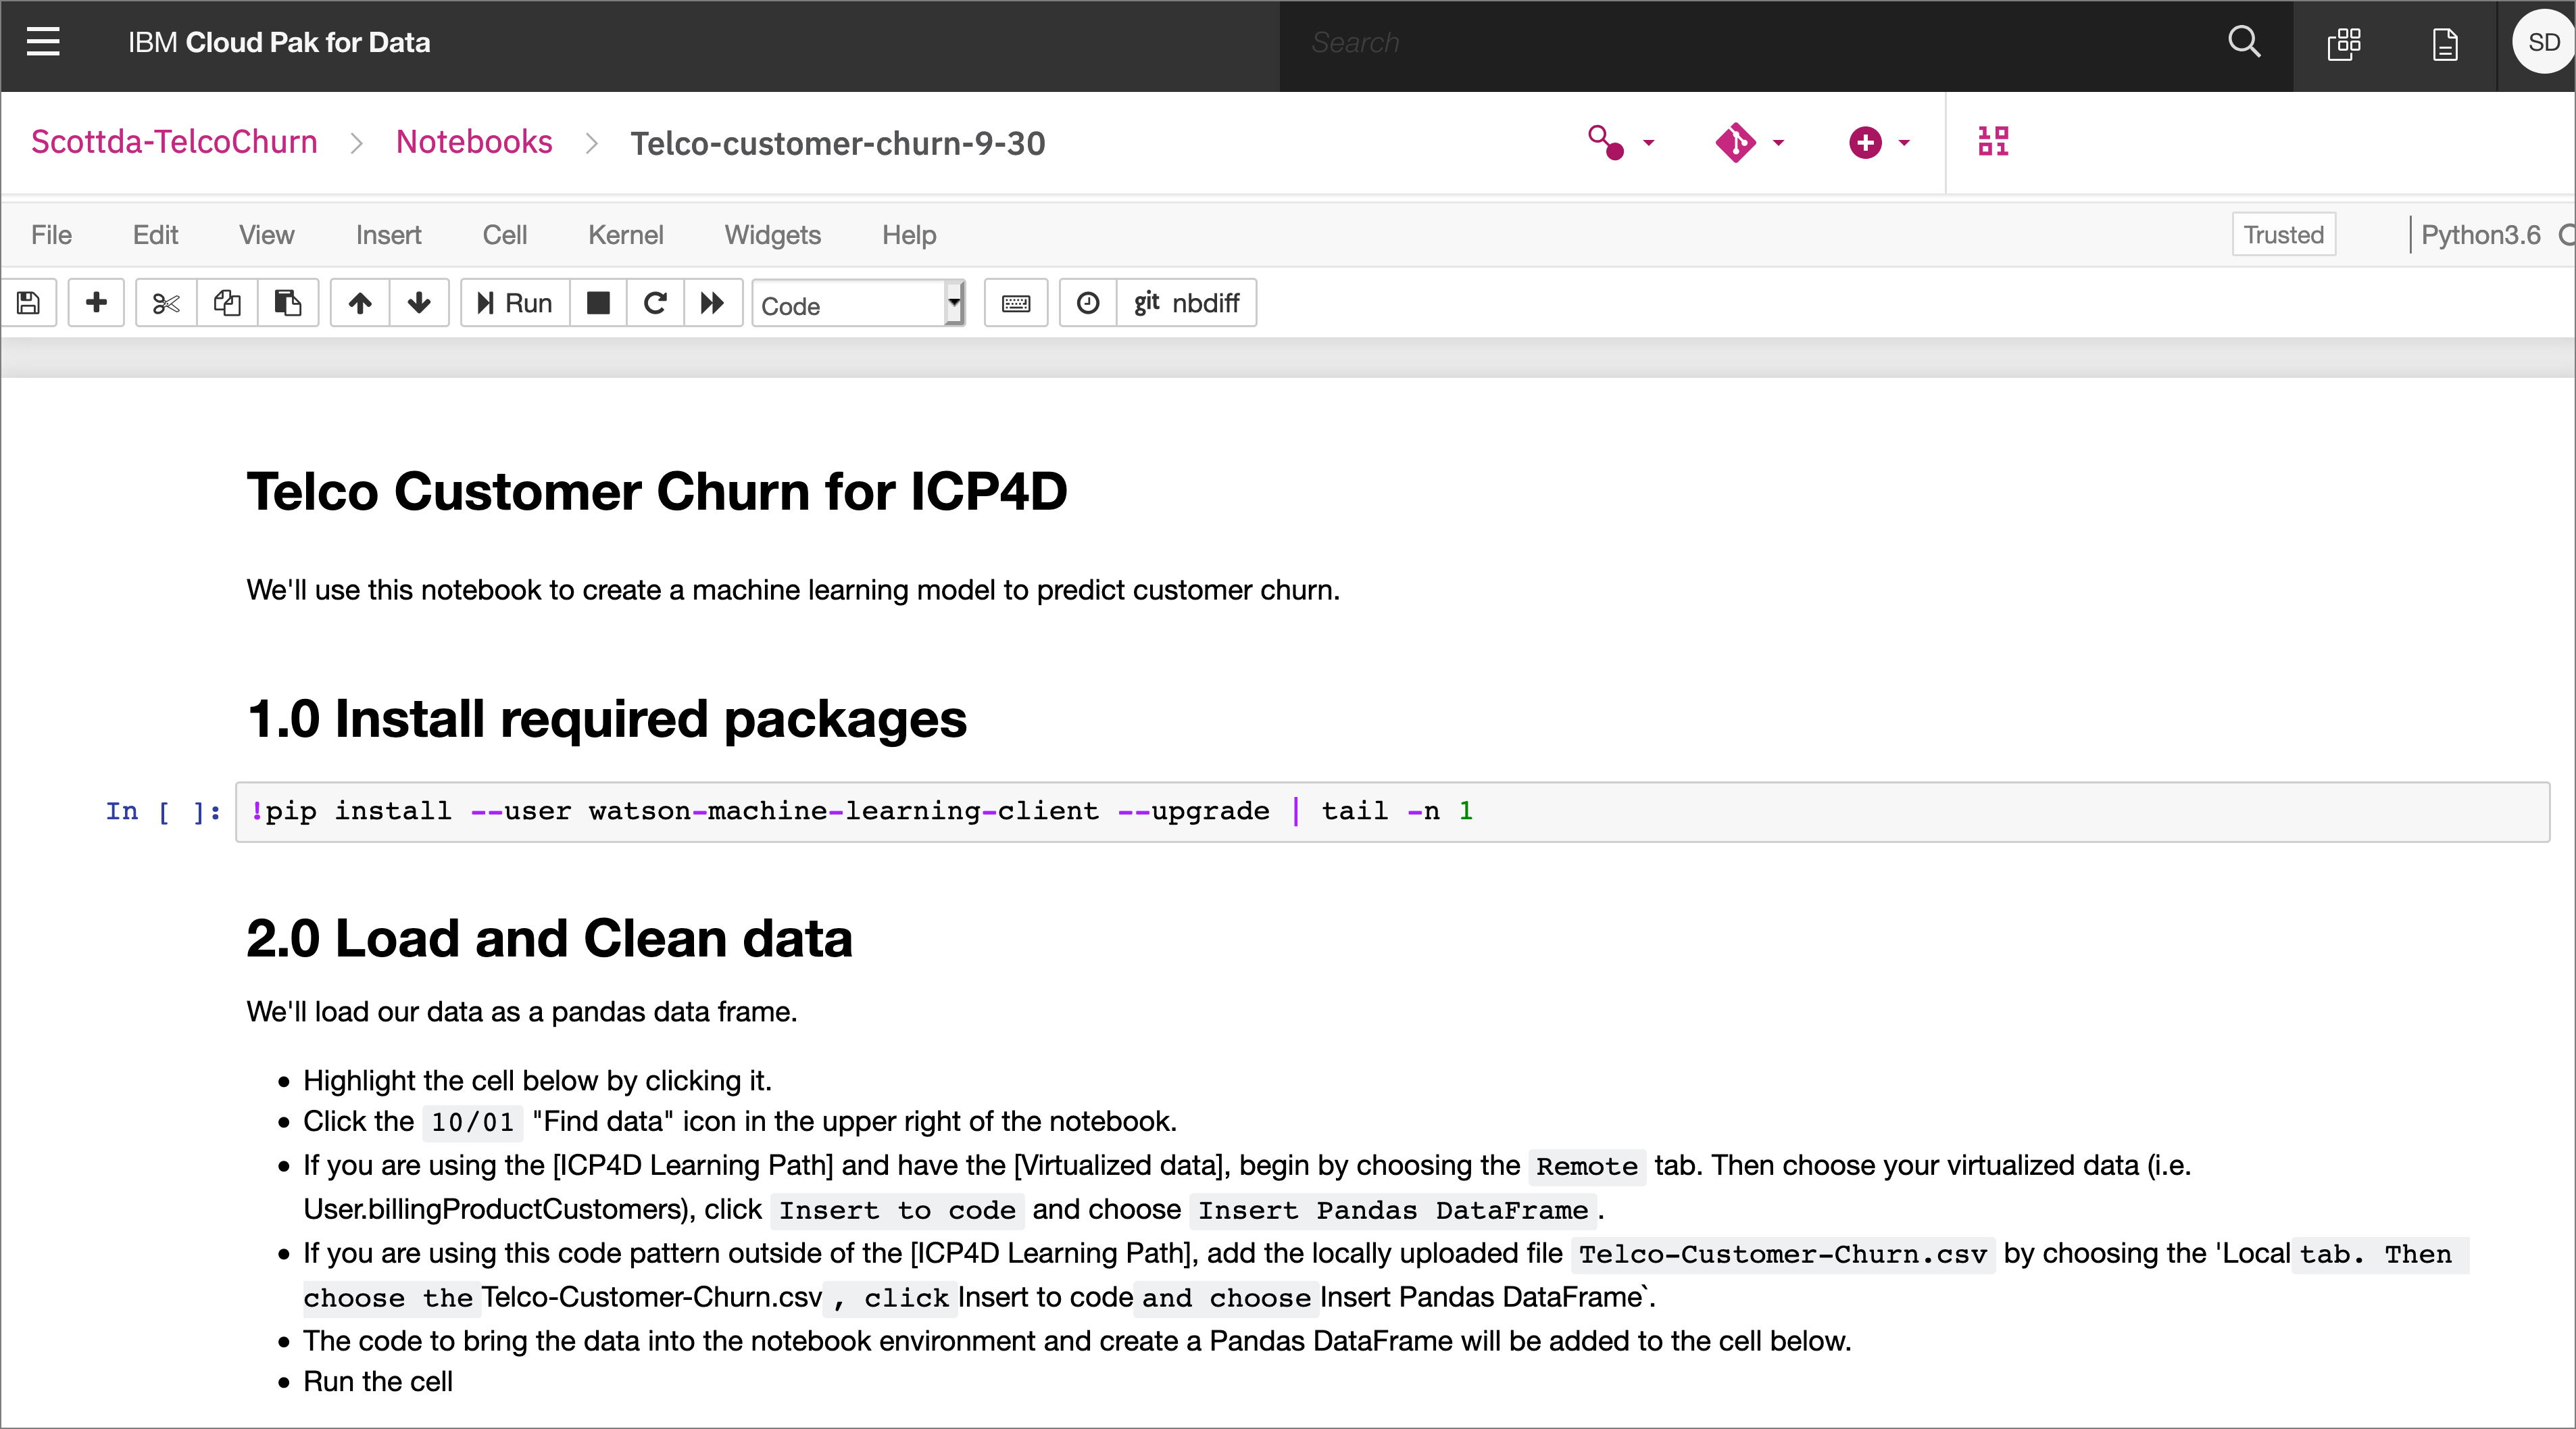 IBM Cloud Pak for Data
Search
SD
Scottda-TelcoChurn > Notebooks > Telco-customer-churn-9-30
File Edit View Insert Cell Kernel Widgets Help
Trusted
Python3.6
Run
Code
git nbdiff
Telco Customer Churn for ICP4D
We'll use this notebook to create a machine learning model to predict customer churn.
1.0 Install required packages
In [ ]: !pip install --user watson-machine-learning-client --upgrade | tail -n 1
2.0 Load and Clean data
We'll load our data as a pandas data frame.
• Highlight the cell below by clicking it.
• Click the 10/01 "Find data" icon in the upper right of the notebook.
• If you are using the [ICP4D Learning Path] and have the [Virtualized data], begin by choosing the Remote tab. Then choose your virtualized data (i.e.
User.billingProductCustomers), click Insert to code and choose Insert Pandas DataFrame.
• If you are using this code pattern outside of the [ICP4D Learning Path], add the locally uploaded file Telco-Customer-Churn.csv by choosing the 'Local tab. Then
choose the Telco-Customer-Churn.csv , click Insert to code and choose Insert Pandas DataFrame`.
• The code to bring the data into the notebook environment and create a Pandas DataFrame will be added to the cell below.
• Run the cell